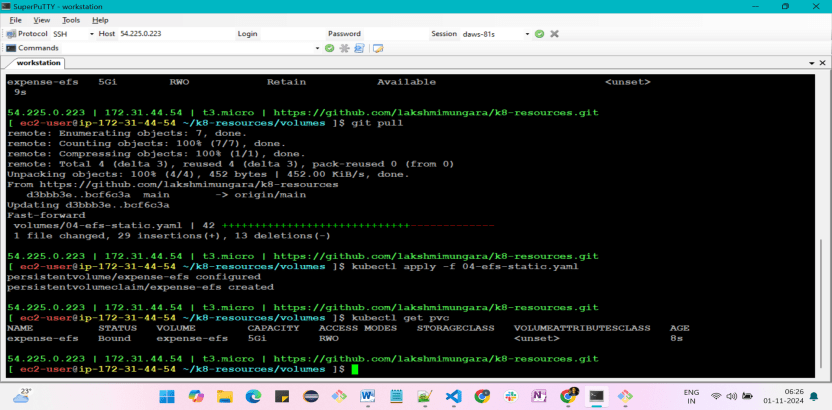 SuperPuTTY - workstation
File View Tools Help
Protocol SSH Host 54.225.0.223 Login Password Session daws-81s
Commands
workstation
expense-efs 5Gi RWO Retain Available <unset>
9s
54.225.0.223 | 172.31.44.54 | t3.micro | https://github.com/lakshmimungara/k8-resources.git
[ ec2-user@ip-172-31-44-54 ~/k8-resources/volumes ]$ git pull
remote: Enumerating objects: 7, done.
remote: Counting objects: 100% (7/7), done.
remote: Compressing objects: 100% (1/1), done.
remote: Total 4 (delta 3), reused 4 (delta 3), pack-reused 0 (from 0)
Unpacking objects: 100% (4/4), 452 bytes | 452.00 KiB/s, done.
From https://github.com/lakshmimungara/k8-resources
d3bbb3e..bcf6c3a main -> origin/main
Updating d3bbb3e..bcf6c3a
Fast-forward
volumes/04-efs-static.yaml | 42 +++++++++++++++++++++++++++++-------------
1 file changed, 29 insertions(+), 13 deletions(-)
54.225.0.223 | 172.31.44.54 | t3.micro | https://github.com/lakshmimungara/k8-resources.git
[ ec2-user@ip-172-31-44-54 ~/k8-resources/volumes ]$ kubectl apply -f 04-efs-static.yaml
persistentvolume/expense-efs configured
persistentvolumeclaim/expense-efs created
54.225.0.223 | 172.31.44.54 | t3.micro | https://github.com/lakshmimungara/k8-resources.git
[ ec2-user@ip-172-31-44-54 ~/k8-resources/volumes ]$ kubectl get pvc
NAME STATUS VOLUME CAPACITY ACCESS MODES STORAGECLASS VOLUMEATTRIBUTESCLASS AGE
expense-efs Bound expense-efs 5Gi RWO <unset> 8s
54.225.0.223 | 172.31.44.54 | t3.micro | https://github.com/lakshmimungara/k8-resources.git
[ ec2-user@ip-172-31-44-54 ~/k8-resources/volumes ]$
23°
ENG
IN
06:26
01-11-2024